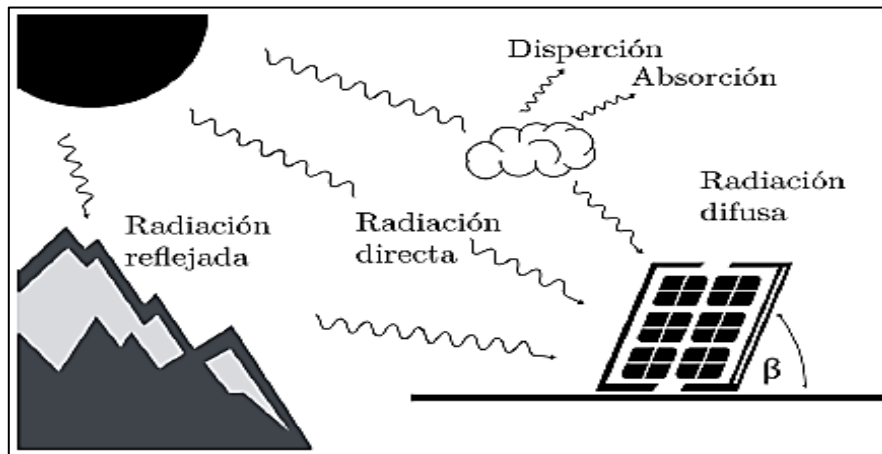 Disperción
Absorción
Radiación
difusa
Radiación
reflejada
Radiación
directa
β